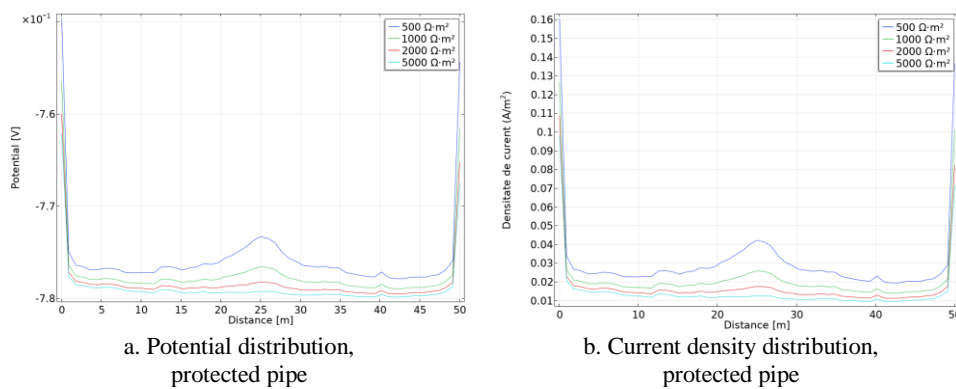 ×10⁻¹
-7.6
-7.7
-7.8
Potential [V]
0 5 10 15 20 25 30 35 40 45 50
Distance [m]
500 Ω·m²
1000 Ω·m²
2000 Ω·m²
5000 Ω·m²
a. Potential distribution,
protected pipe
0.16
0.15
0.14
0.13
0.12
0.11
0.1
0.09
0.08
0.07
0.06
0.05
0.04
0.03
0.02
0.01
Densitate de curent (A/m²)
0 10 20 30 40 50
Distance [m]
500 Ω·m²
1000 Ω·m²
2000 Ω·m²
5000 Ω·m²
b. Current density distribution,
protected pipe